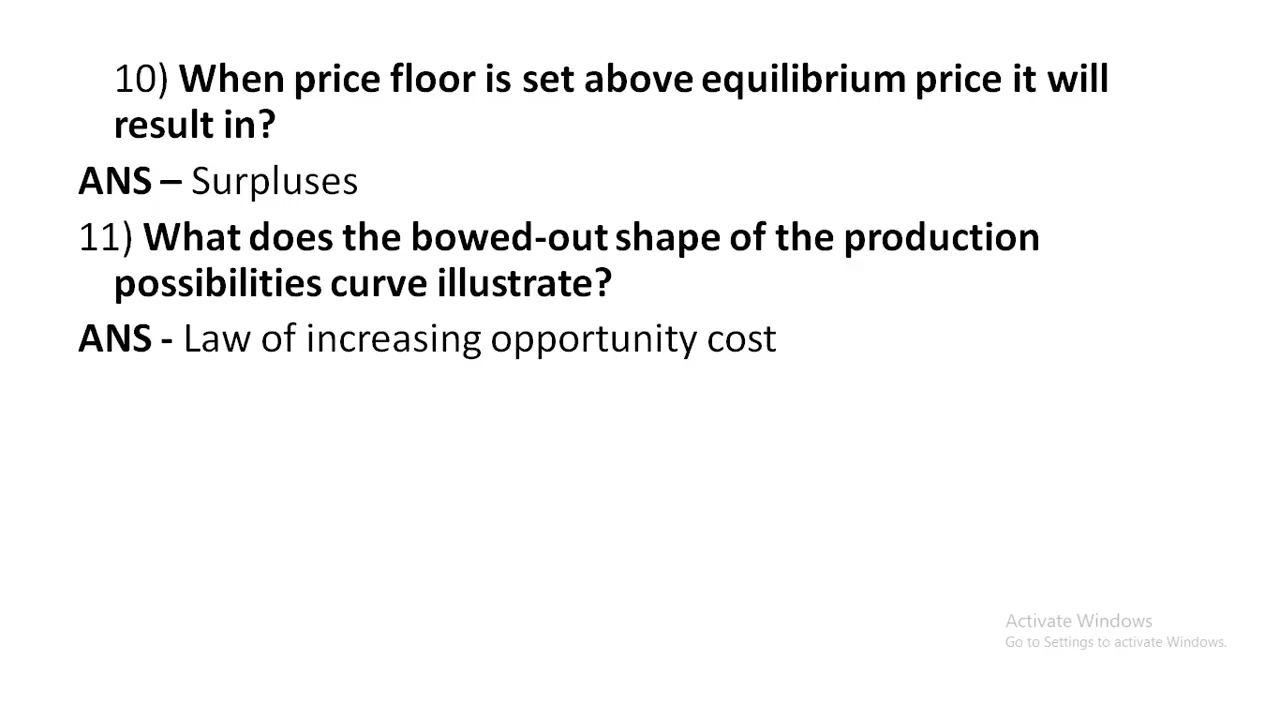 10) When price floor is set above equilibrium price it will
result in?
ANS – Surpluses
11) What does the bowed-out shape of the production
possibilities curve illustrate?
ANS - Law of increasing opportunity cost
Activate Windows
Go to Settings to activate Windows.